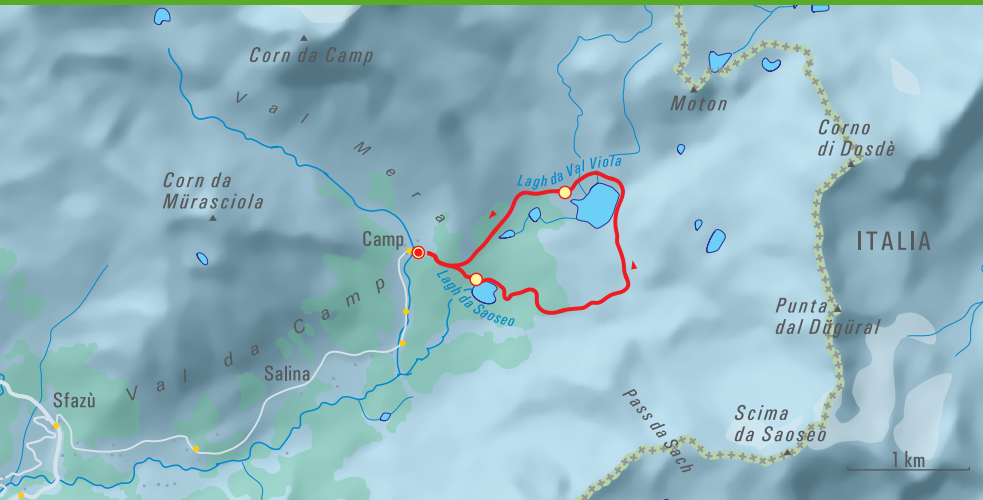 Corn da Camp
Val Mera
Moton
Corno
di Dosdè
Lagh da Val Viola
Corn da
Mürasciola
Camp
ITALIA
Lagh da Saoseo
Val da Camp
Punta
dal Dügüral
Salina
Sfazù
Pass da Sach
Scima
da Saoseo
1 km